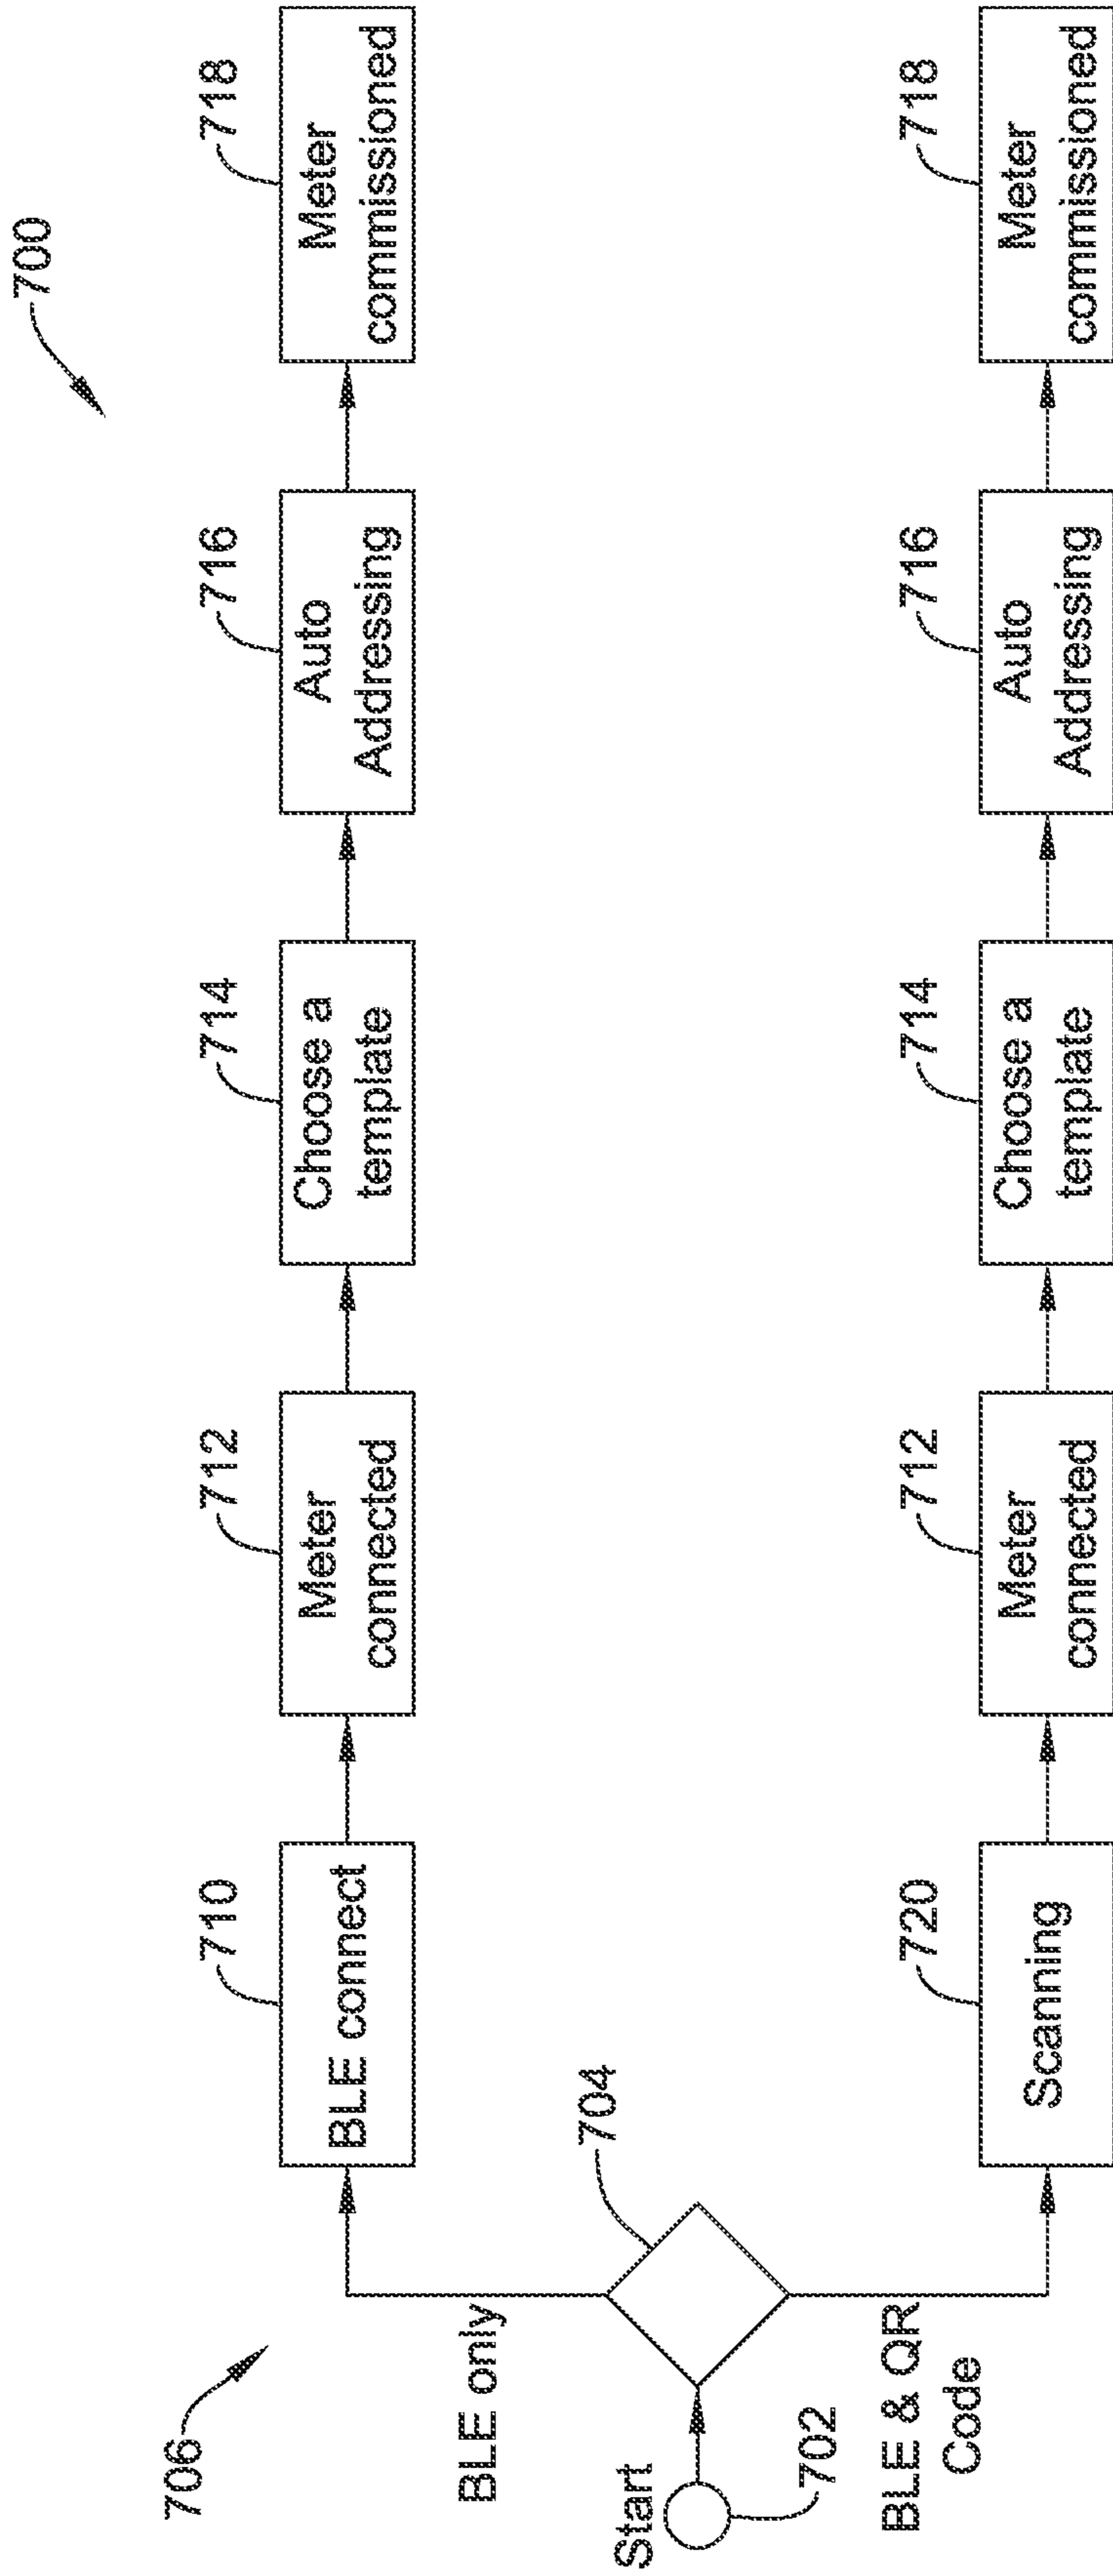 700
706
710
BLE connect
712
Meter
connected
714
Choose a
template
716
Auto
Addressing
718
Meter
commissioned
BLE only
704
Start
702
BLE & QR
Code
720
Scanning
712
Meter
connected
714
Choose a
template
716
Auto
Addressing
718
Meter
commissioned